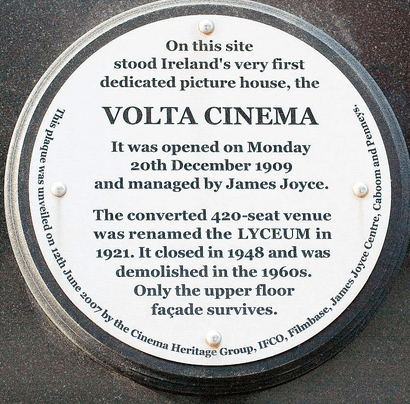 On this site
stood Ireland's very first
dedicated picture house, the
VOLTA CINEMA
It was opened on Monday
20th December 1909
and managed by James Joyce.
The converted 420-seat venue
was renamed the LYCEUM in
1921. It closed in 1948 and was
demolished in the 1960s.
Only the upper floor
façade survives.
This plaque was unveiled on 12th June 2007 by the Cinema Heritage Group, IFCO, Filmbase, James Joyce Centre, Caboom and Penneys.